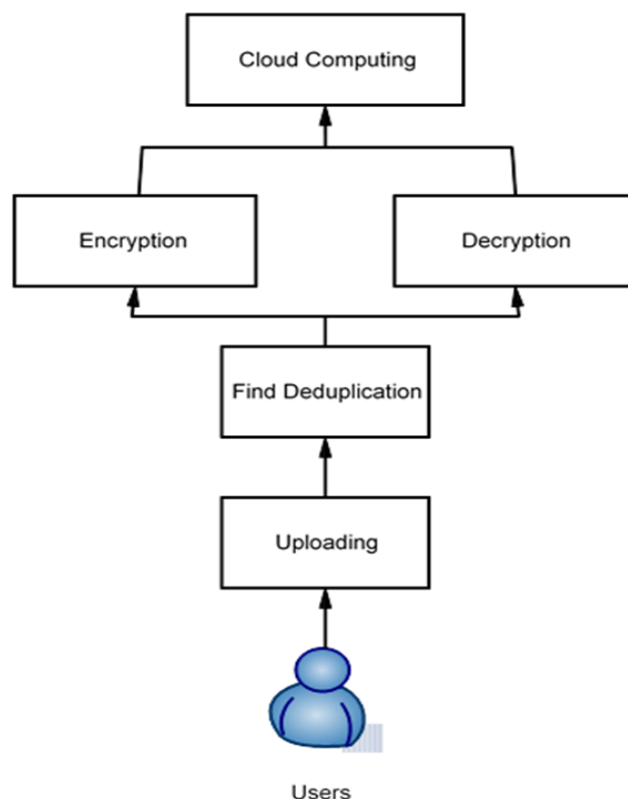 Cloud Computing
Encryption
Decryption
Find Deduplication
Uploading
Users